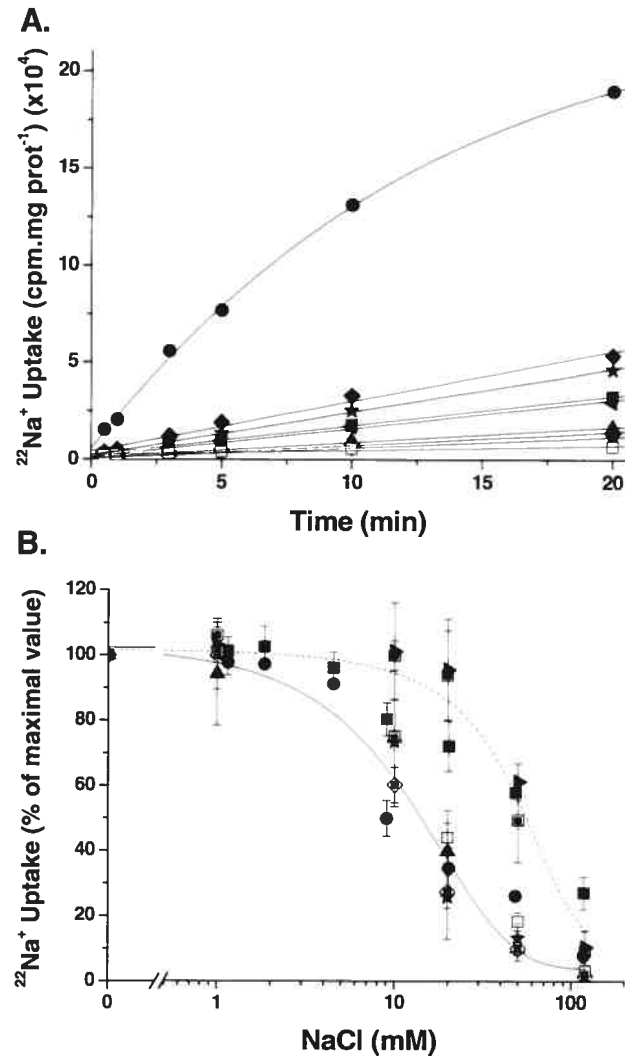 A.
²²Na⁺ Uptake (cpm.mg prot⁻¹) (x10⁴)
20
15
10
5
0
0 5 10 15 20
Time (min)
B.
²²Na⁺ Uptake (% of maximal value)
120
100
80
60
40
20
0
0 1 10 100
NaCl (mM)